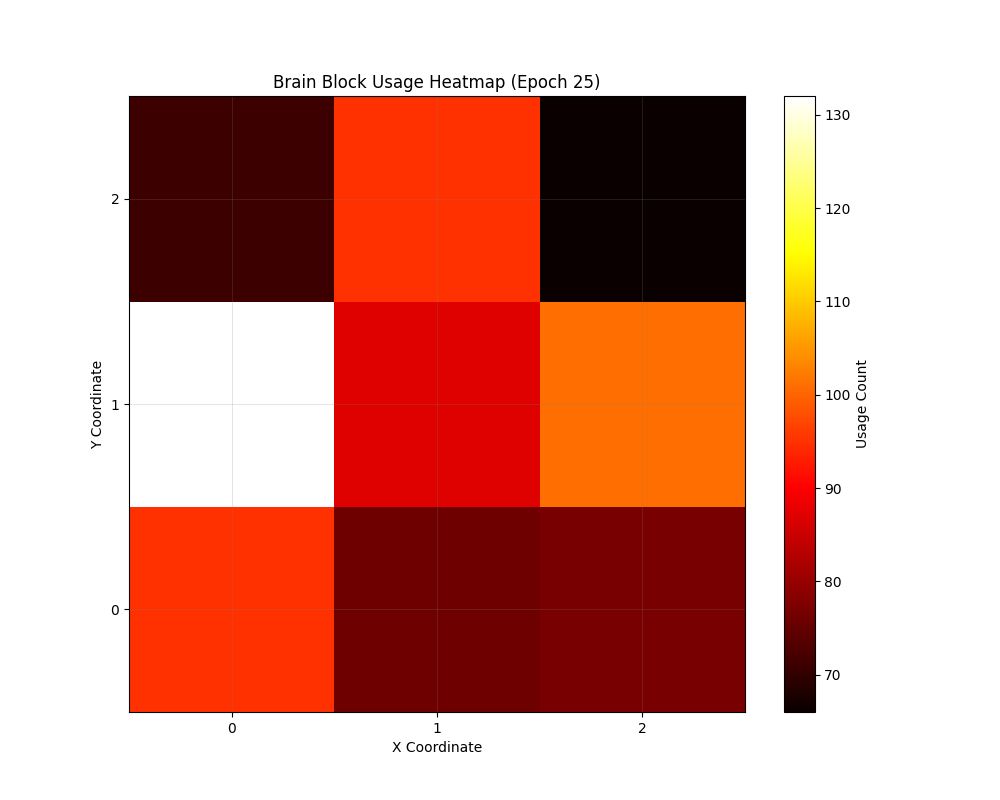 Brain Block Usage Heatmap (Epoch 25)
Y Coordinate
2
1
0
0 1 2
X Coordinate
130
120
110
100
90
80
70
Usage Count